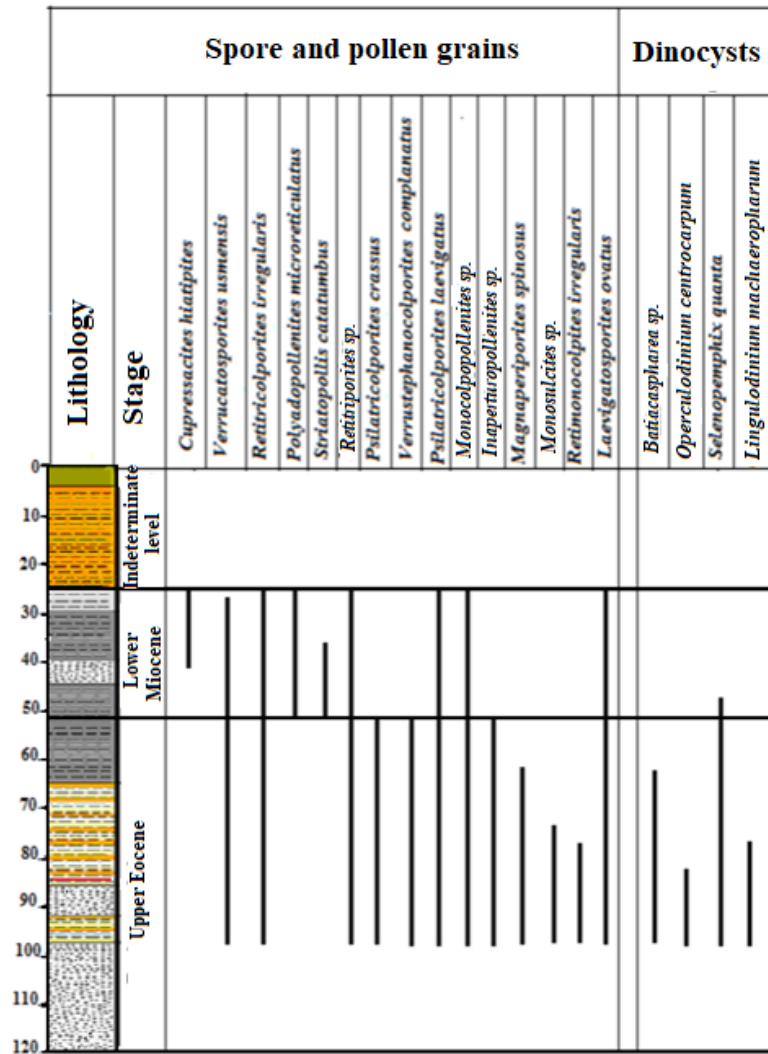 Spore and pollen grains
Dinocysts
Lithology
Stage
Cupressacites hiatipites
Verrucatosporites usmensis
Retitricolporites irregularis
Polyadopollenites microreticulatus
Striatopollis catatumbus
Retitriporites sp.
Psilatricolporites crassus
Verrustephanocolporites complanatus
Psilatricolporites laevigatus
Monocolpopollenites sp.
Inaperturopollenites sp.
Magnaperiporites spinosus
Monosulcites sp.
Retimonocolpites irregularis
Laevigatosporites ovatus
Batiacasphaera sp.
Operculodinium centrocarpum
Selenopemphix quanta
Lingulodinium machaeropharum
0
10
20
30
40
50
60
70
80
90
100
110
120
Indeterminate
level
Lower
Miocene
Upper Eocene